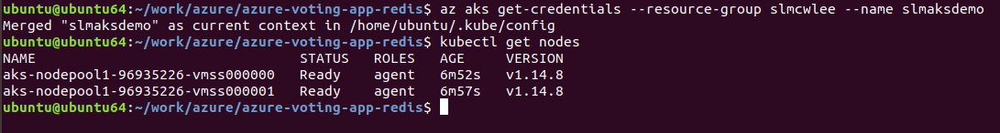 ubuntu@ubuntu64:~/work/azure/azure-voting-app-redis$ az aks get-credentials --resource-group slmcwlee --name slmaksdemo
Merged "slmaksdemo" as current context in /home/ubuntu/.kube/config
ubuntu@ubuntu64:~/work/azure/azure-voting-app-redis$ kubectl get nodes
NAME                                STATUS   ROLES   AGE     VERSION
aks-nodepool1-96935226-vmss000000   Ready    agent   6m52s   v1.14.8
aks-nodepool1-96935226-vmss000001   Ready    agent   6m57s   v1.14.8
ubuntu@ubuntu64:~/work/azure/azure-voting-app-redis$